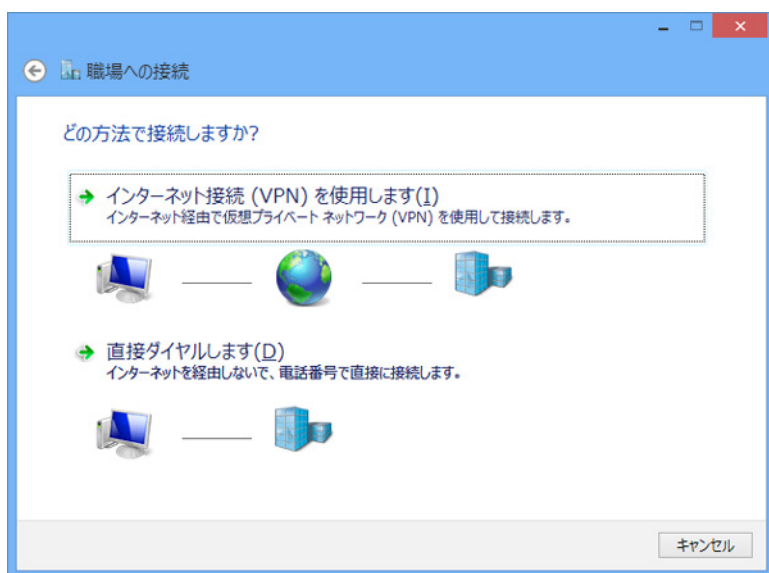 職場への接続
どの方法で接続しますか?
インターネット接続 (VPN) を使用します(I)
インターネット経由で仮想プライベート ネットワーク (VPN) を使用して接続します。
直接ダイヤルします(D)
インターネットを経由しないで、電話番号で直接に接続します。
キャンセル